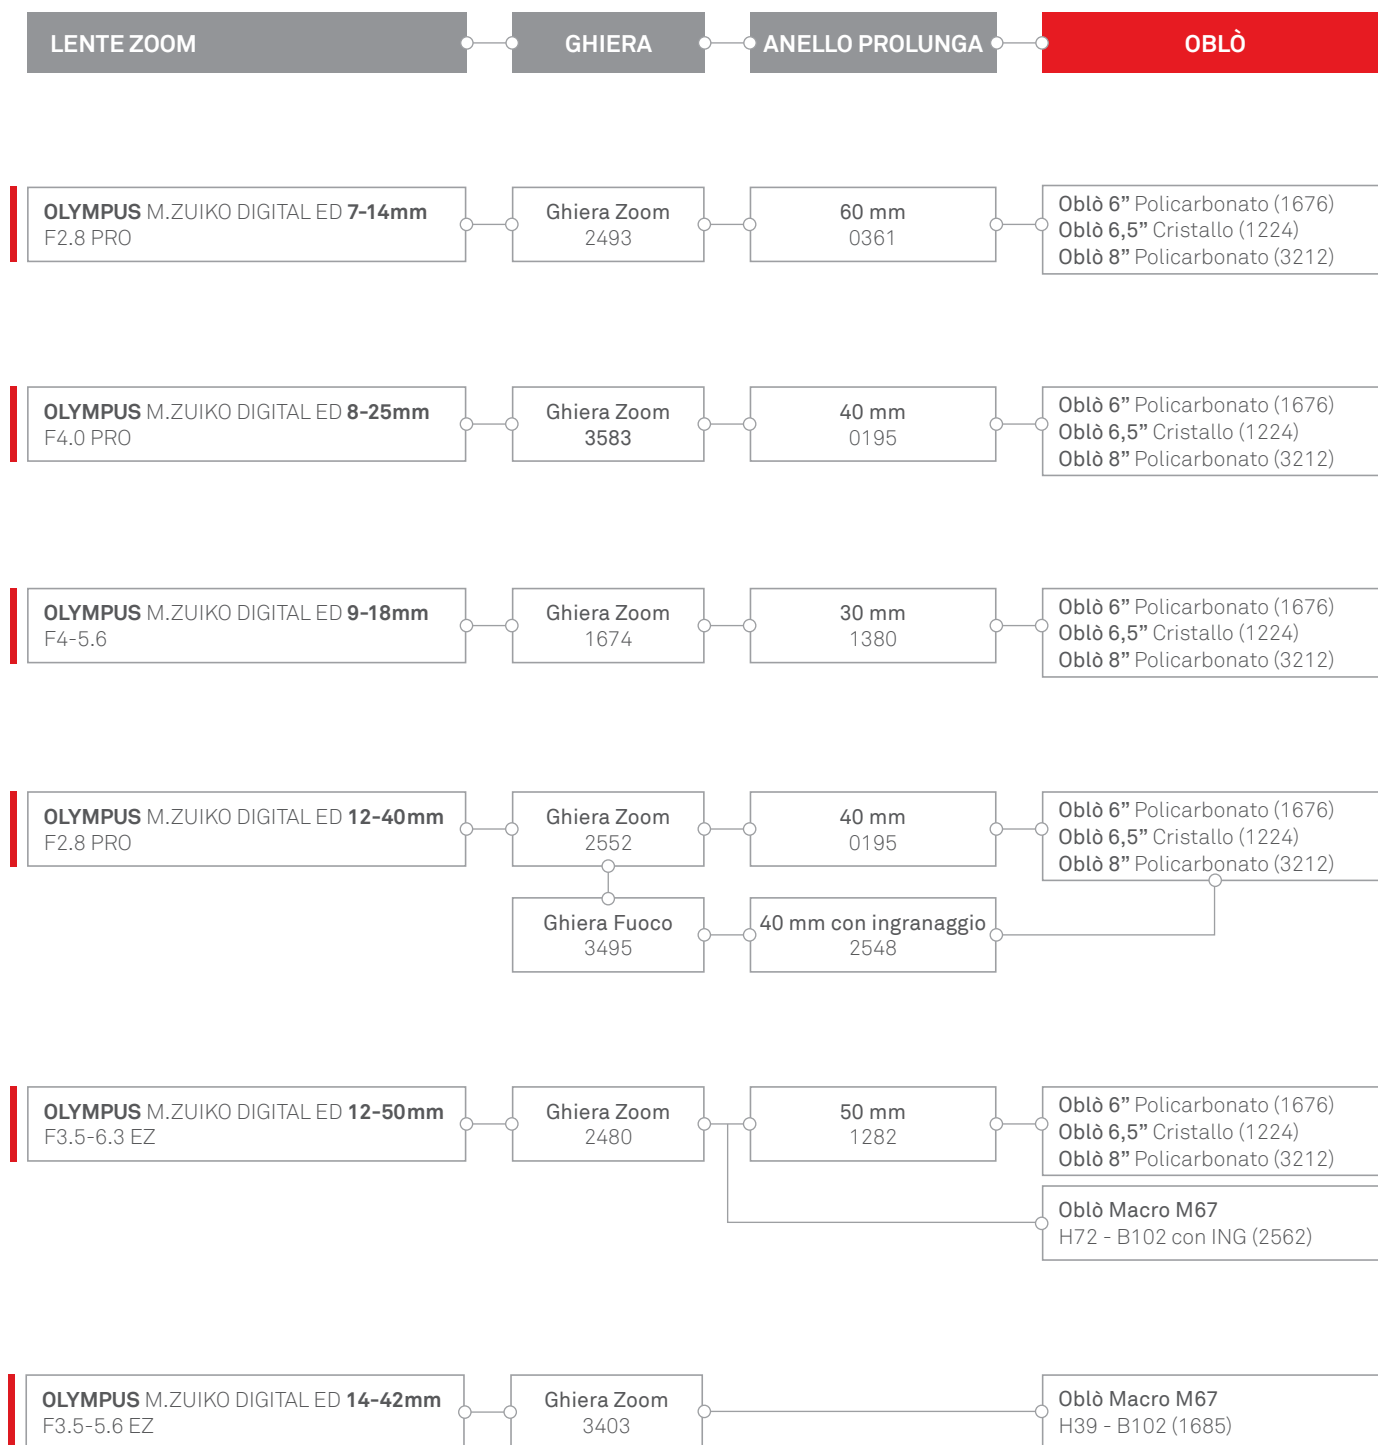 LENTE ZOOM
GHIERA
ANELLO PROLUNGA
OBLÒ
OLYMPUS M.ZUIKO DIGITAL ED 7-14mm
F2.8 PRO
Ghiera Zoom
2493
60 mm
0361
Oblò 6” Policarbonato (1676)
Oblò 6,5” Cristallo (1224)
Oblò 8” Policarbonato (3212)
OLYMPUS M.ZUIKO DIGITAL ED 8-25mm
F4.0 PRO
Ghiera Zoom
3583
40 mm
0195
Oblò 6” Policarbonato (1676)
Oblò 6,5” Cristallo (1224)
Oblò 8” Policarbonato (3212)
OLYMPUS M.ZUIKO DIGITAL ED 9-18mm
F4-5.6
Ghiera Zoom
1674
30 mm
1380
Oblò 6” Policarbonato (1676)
Oblò 6,5” Cristallo (1224)
Oblò 8” Policarbonato (3212)
OLYMPUS M.ZUIKO DIGITAL ED 12-40mm
F2.8 PRO
Ghiera Zoom
2552
40 mm
0195
Oblò 6” Policarbonato (1676)
Oblò 6,5” Cristallo (1224)
Oblò 8” Policarbonato (3212)
Ghiera Fuoco
3495
40 mm con ingranaggio
2548
OLYMPUS M.ZUIKO DIGITAL ED 12-50mm
F3.5-6.3 EZ
Ghiera Zoom
2480
50 mm
1282
Oblò 6” Policarbonato (1676)
Oblò 6,5” Cristallo (1224)
Oblò 8” Policarbonato (3212)
Oblò Macro M67
H72 - B102 con ING (2562)
OLYMPUS M.ZUIKO DIGITAL ED 14-42mm
F3.5-5.6 EZ
Ghiera Zoom
3403
Oblò Macro M67
H39 - B102 (1685)